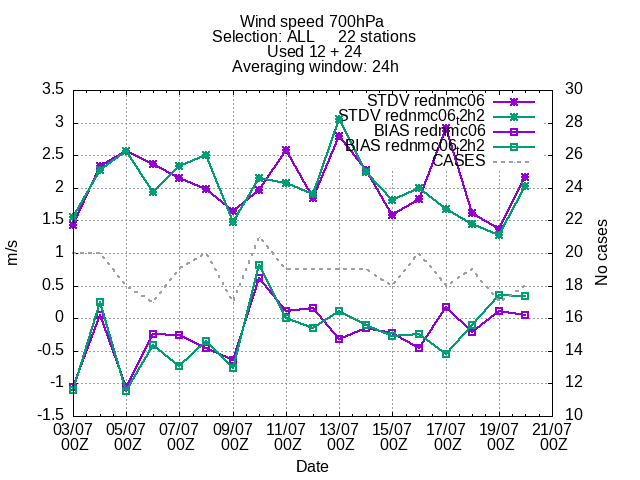 Wind speed 700hPa
Selection: ALL 22 stations
Used 12 + 24
Averaging window: 24h
3.5
3
2.5
2
1.5
1
0.5
0
-0.5
-1
-1.5
m/s
30
28
26
24
22
20
18
16
14
12
10
No cases
STDV rednmc06
STDV rednmc06t2h2
BIAS rednmc06
BIAS rednmc06t2h2
CASES
03/07 05/07 07/07 09/07 11/07 13/07 15/07 17/07 19/07 21/07
00Z 00Z 00Z 00Z 00Z 00Z 00Z 00Z 00Z 00Z
Date